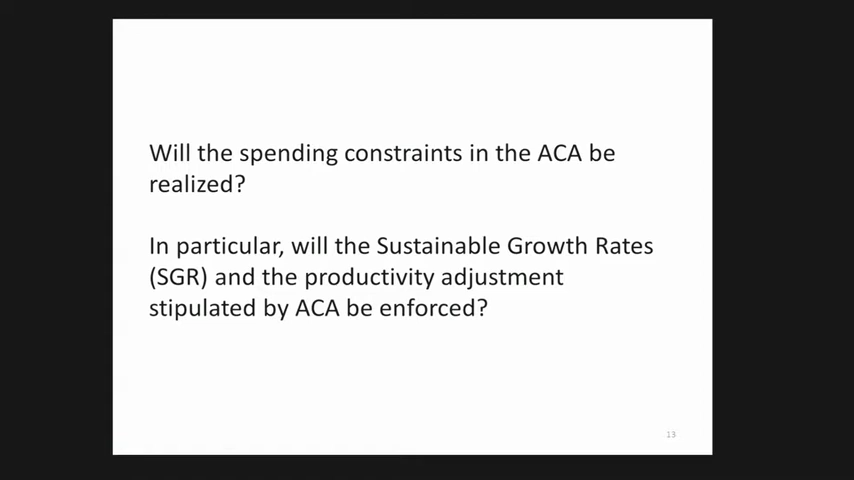 Will the spending constraints in the ACA be
realized?
In particular, will the Sustainable Growth Rates
(SGR) and the productivity adjustment
stipulated by ACA be enforced?
13